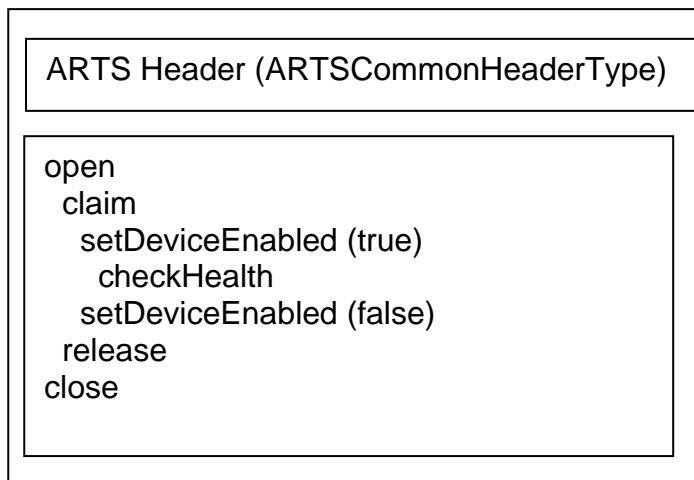 ARTS Header (ARTSCommonHeaderType)
open
claim
setDeviceEnabled (true)
checkHealth
setDeviceEnabled (false)
release
close